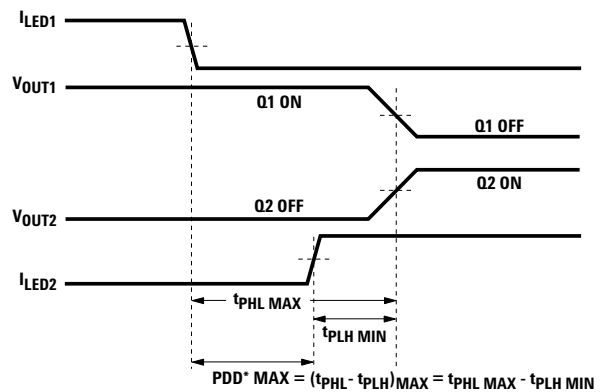 ILED1
VOUT1
Q1 ON
Q1 OFF
Q2 ON
Q2 OFF
VOUT2
ILED2
tPHL MAX
tPLH MIN
PDD* MAX = (tPHL- tPLH)MAX = tPHL MAX - tPLH MIN